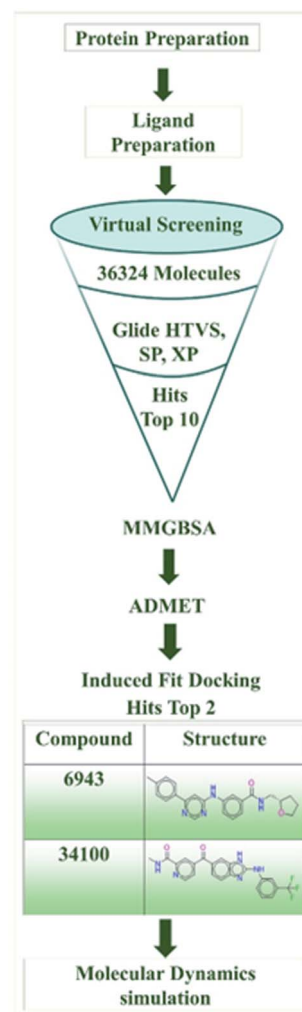 Protein Preparation
Ligand
Preparation
Virtual Screening
36324 Molecules
Glide HTVS,
SP, XP
Hits
Top 10
MMGBSA
ADMET
Induced Fit Docking
Hits Top 2
Compound Structure
6943
34100
Molecular Dynamics
simulation